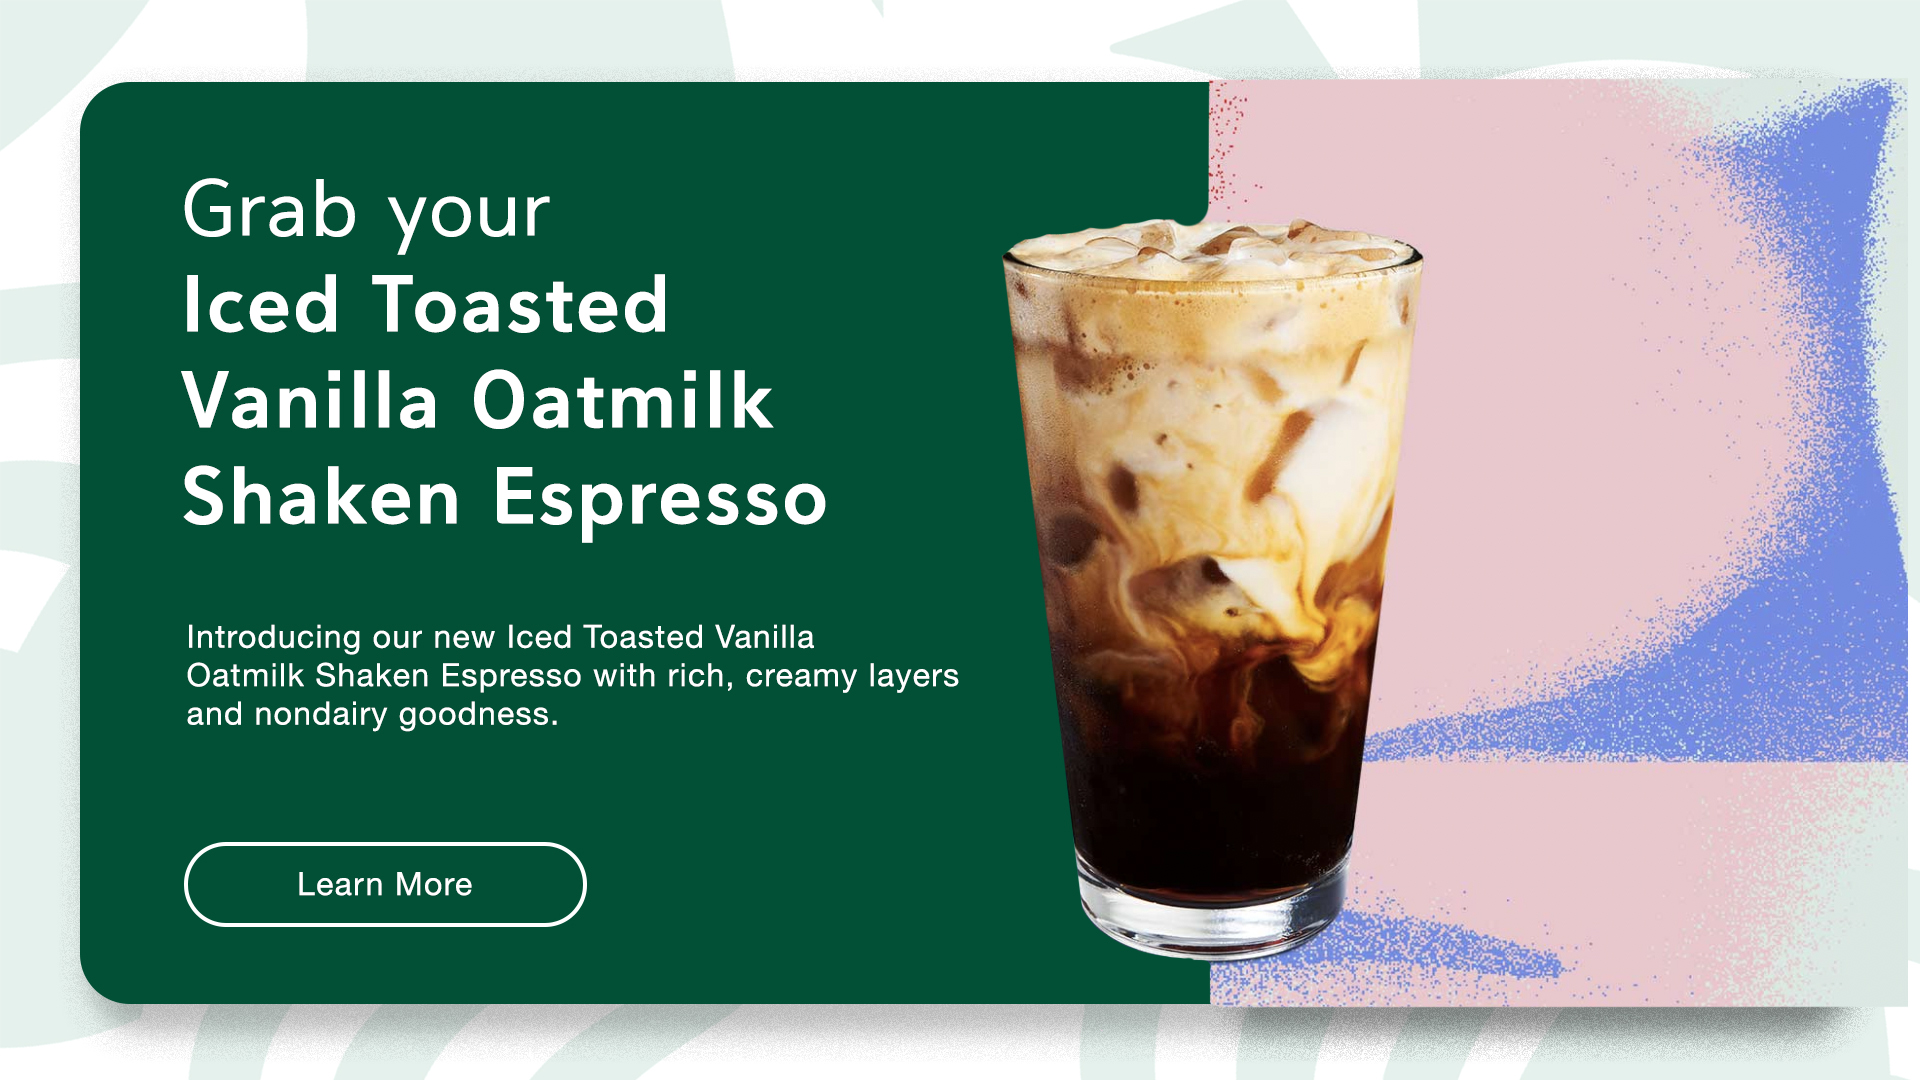 Grab your
Iced Toasted
Vanilla Oatmilk
Shaken Espresso
Introducing our new Iced Toasted Vanilla
Oatmilk Shaken Espresso with rich, creamy layers
and nondairy goodness.
Learn More